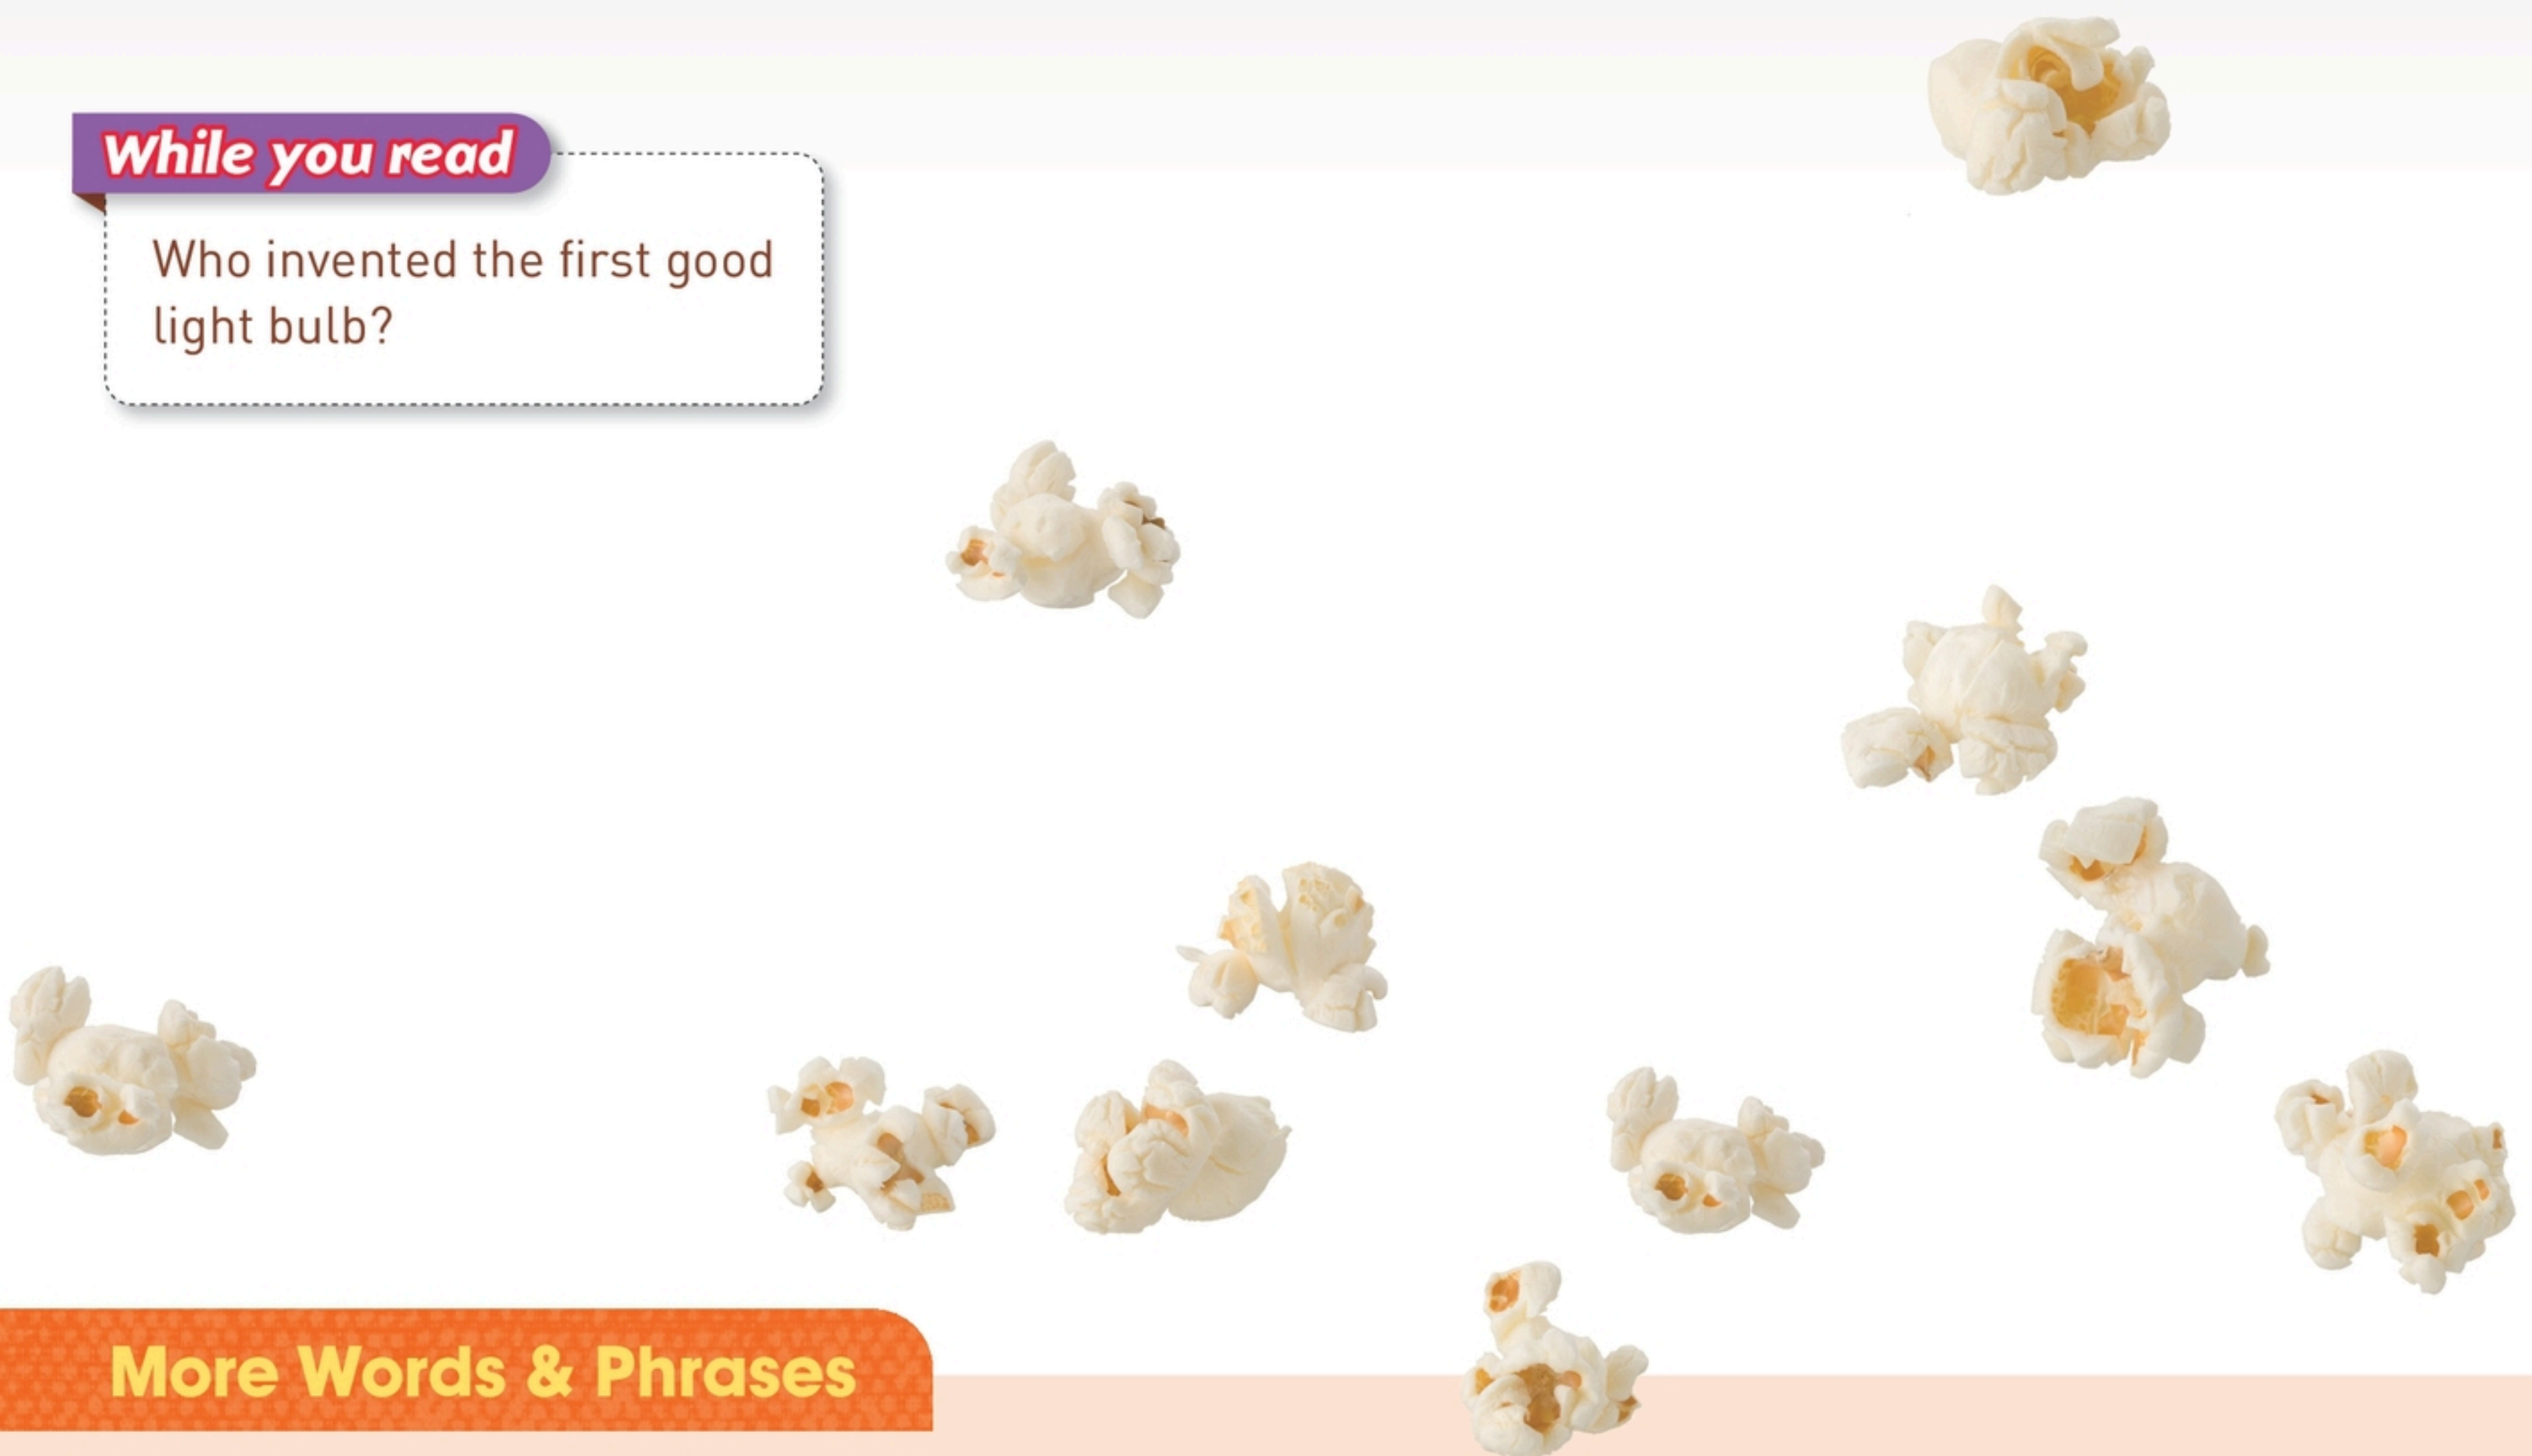 While you read
Who invented the first good
light bulb?
More Words & Phrases